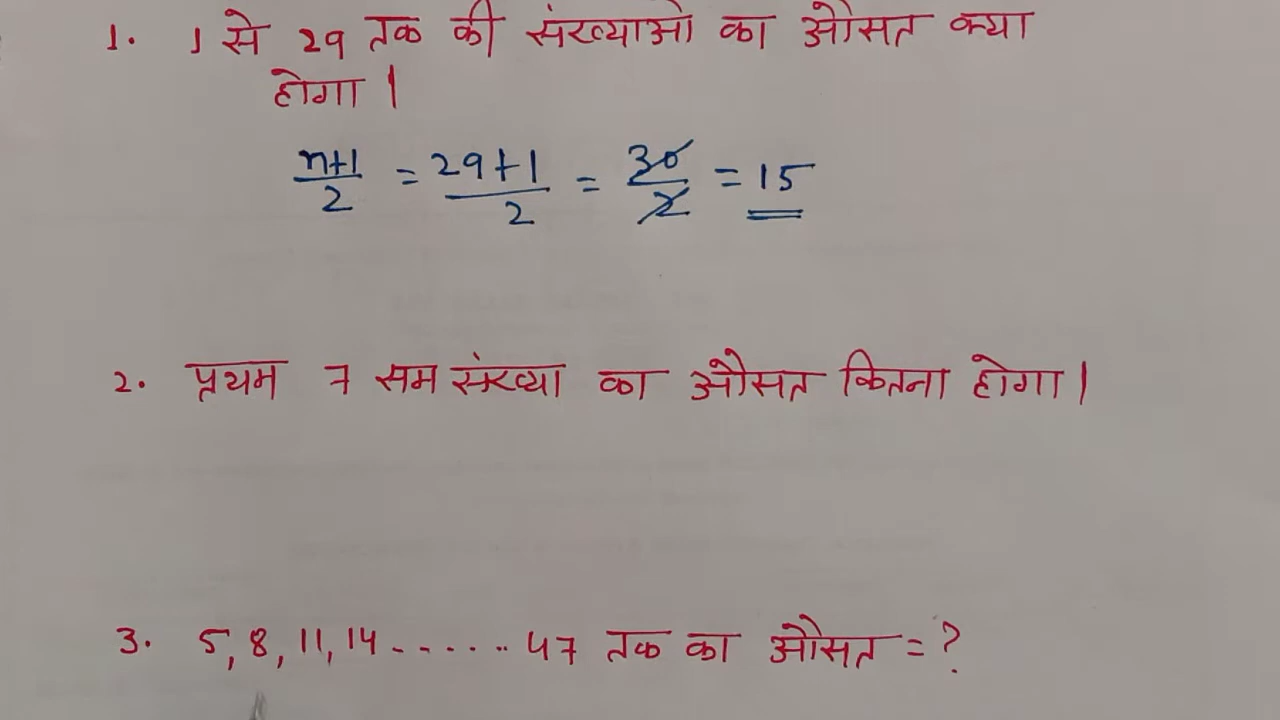 1. 1 से 29 तक की संख्याओ का औसत क्या
होगा।
n+1/2 = 29+1/2 = 30/2 = 15
2. प्रथम 7 सम संख्या का औसत कितना होगा।
3. 5, 8, 11, 14 - - - - - - 47 तक का औसत = ?